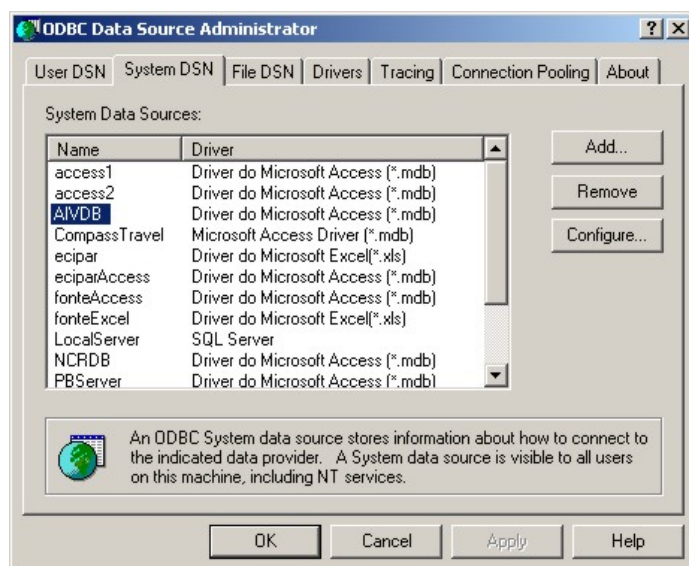 ODBC Data Source Administrator
User DSN System DSN File DSN Drivers Tracing Connection Pooling About
System Data Sources:
Name Driver
access1 Driver do Microsoft Access (*.mdb)
access2 Driver do Microsoft Access (*.mdb)
AIVDB Driver do Microsoft Access (*.mdb)
CompassTravel Microsoft Access Driver (*.mdb)
ecipar Driver do Microsoft Excel(*.xls)
eciparAccess Driver do Microsoft Access (*.mdb)
fonteAccess Driver do Microsoft Access (*.mdb)
fonteExcel Driver do Microsoft Excel(*.xls)
LocalServer SQL Server
NCRDB Driver do Microsoft Access (*.mdb)
PBServer Driver do Microsoft Access (*.mdb)
Add...
Remove
Configure...
An ODBC System data source stores information about how to connect to
the indicated data provider. A System data source is visible to all users
on this machine, including NT services.
OK Cancel Apply Help